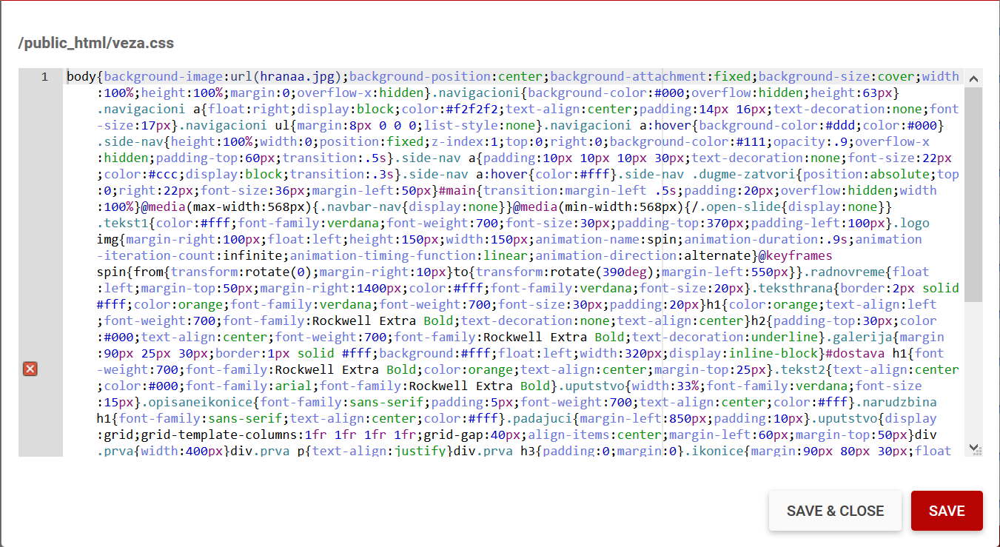 /public_html/veza.css
1
body{background-image:url(hranaa.jpg);background-position:center;background-attachment:fixed;background-size:cover;width
:100%;height:100%;margin:0;overflow-x:hidden}.navigacioni{background-color:#000;overflow:hidden;height:63px}
.navigacioni a{float:right;display:block;color:#f2f2f2;text-align:center;padding:14px 16px;text-decoration:none;font
-size:17px}.navigacioni ul{margin:8px 0 0 0;list-style:none}.navigacioni a:hover{background-color:#ddd;color:#000}
.side-nav{height:100%;width:0;position:fixed;z-index:1;top:0;right:0;background-color:#111;opacity:.9;overflow-x
:hidden;padding-top:60px;transition:.5s}.side-nav a{padding:10px 10px 10px 30px;text-decoration:none;font-size:22px
;color:#ccc;display:block;transition:.3s}.side-nav a:hover{color:#fff}.side-nav .dugme-zatvori{position:absolute;top
:0;right:22px;font-size:36px;margin-left:50px}#main{transition:margin-left .5s;padding:20px;overflow:hidden;width
:100%}@media(max-width:568px){.navbar-nav{display:none}}@media(min-width:568px){/.open-slide{display:none}}
.tekst1{color:#fff;font-family:verdana;font-weight:700;font-size:30px;padding-top:370px;padding-left:100px}.logo
img{margin-right:100px;float:left;height:150px;width:150px;animation-name:spin;animation-duration:.9s;animation
-iteration-count:infinite;animation-timing-function:linear;animation-direction:alternate}@keyframes
spin{from{transform:rotate(0);margin-right:10px}to{transform:rotate(390deg);margin-left:550px}}.radnovreme{float
:left;margin-top:50px;margin-right:1400px;color:#fff;font-family:verdana;font-size:20px}.teksthrana{border:2px solid
#fff;color:orange;font-family:verdana;font-weight:700;font-size:30px;padding:20px}h1{color:orange;text-align:left
;font-weight:700;font-family:Rockwell Extra Bold;text-decoration:none;text-align:center}h2{padding-top:30px;color
:#000;text-align:center;font-weight:700;font-family:Rockwell Extra Bold;text-decoration:underline}.galerija{margin
:90px 25px 30px;border:1px solid #fff;background:#fff;float:left;width:320px;display:inline-block}#dostava h1{font
-weight:700;font-family:Rockwell Extra Bold;color:orange;text-align:center;margin-top:25px}.tekst2{text-align:center
;color:#000;font-family:arial;font-family:Rockwell Extra Bold}.uputstvo{width:33%;font-family:verdana;font-size
:15px}.opisaneikonice{font-family:sans-serif;padding:5px;font-weight:700;text-align:center;color:#fff}.narudzbina
h1{font-family:sans-serif;text-align:center;color:#fff}.padajuci{margin-left:850px;padding:10px}.uputstvo{display
:grid;grid-template-columns:1fr 1fr 1fr 1fr;grid-gap:40px;align-items:center;margin-left:60px;margin-top:50px}div
.prva{width:400px}div.prva p{text-align:justify}div.prva h3{padding:0;margin:0}.ikonice{margin:90px 80px 30px;float
SAVE & CLOSE
SAVE